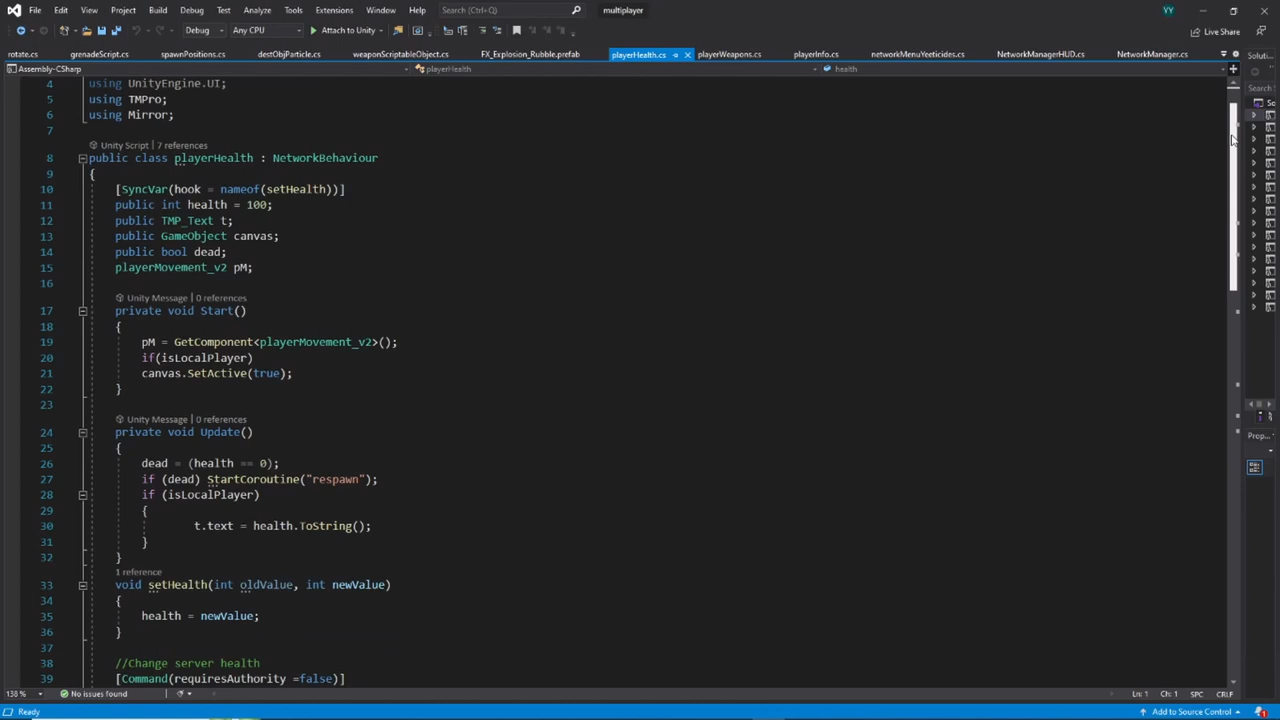 File Edit View Project Build Debug Test Analyze Tools Extensions Window Help Search (Ctrl+Q) multiplayer YY
Debug Any CPU Attach to Unity Live Share
rotate.cs grenadeScript.cs spawnPositions.cs destObjParticle.cs weaponScriptableObject.cs FX_Explosion_Rubble.prefab playerHealth.cs playerWeapons.cs playerInfo.cs networkMenuYeeticides.cs NetworkManagerHUD.cs NetworkManager.cs Soluti...
Assembly-CSharp playerHealth health
Search
4 using UnityEngine.UI;
5 using TMPro;
6 using Mirror;
7
Unity Script | 7 references
8 public class playerHealth : NetworkBehaviour
9 {
10 [SyncVar(hook = nameof(setHealth))]
11 public int health = 100;
12 public TMP_Text t;
13 public GameObject canvas;
14 public bool dead;
15 playerMovement_v2 pM;
16
Unity Message | 0 references
17 private void Start()
18 {
19 pM = GetComponent<playerMovement_v2>();
20 if(isLocalPlayer)
21 canvas.SetActive(true);
22 }
23
Unity Message | 0 references
24 private void Update()
25 {
26 dead = (health == 0);
27 if (dead) StartCoroutine("respawn");
28 if (isLocalPlayer)
29 {
30 t.text = health.ToString();
31 }
32 }
1 reference
33 void setHealth(int oldValue, int newValue)
34 {
35 health = newValue;
36 }
37
38 //Change server health
39 [Command(requiresAuthority =false)]
Prop...
138 % No issues found Ln: 1 Ch: 1 SPC CRLF
Ready Add to Source Control 1